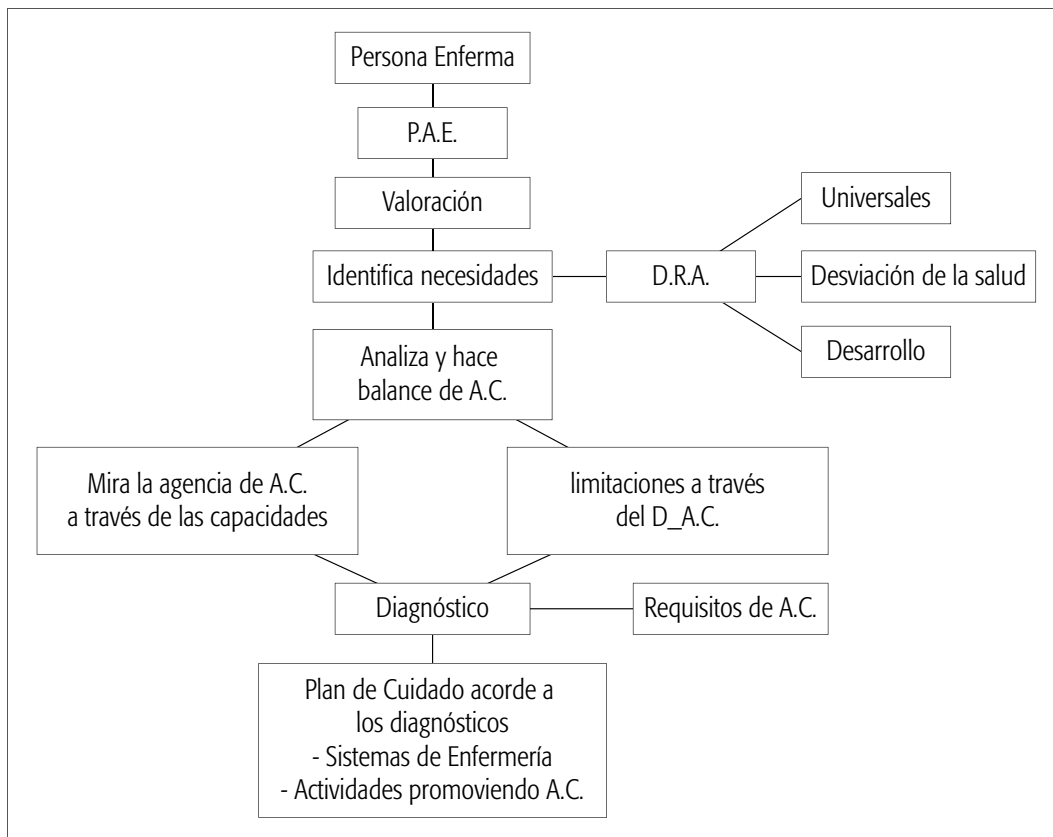 Persona Enferma
P.A.E.
Valoración
Universales
Identifica necesidades
D.R.A.
Desviación de la salud
Desarrollo
Analiza y hace
balance de A.C.
Mira la agencia de A.C.
a través de las capacidades
limitaciones a través
del D_A.C.
Diagnóstico
Requisitos de A.C.
Plan de Cuidado acorde a
los diagnósticos
- Sistemas de Enfermería
- Actividades promoviendo A.C.